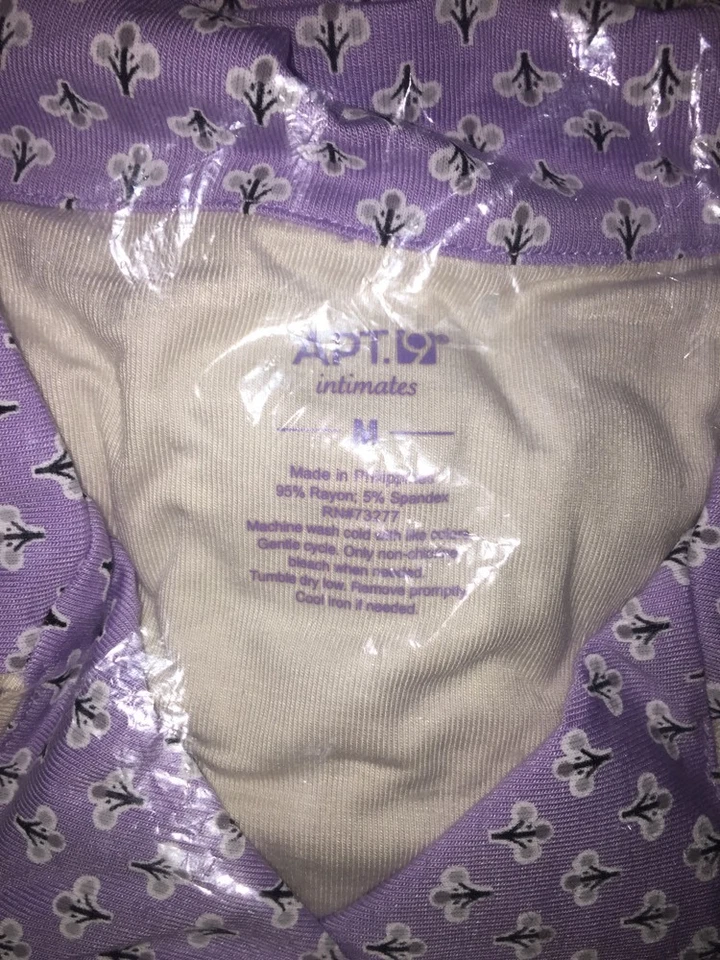 APT. 9
intimates
M
Made in Philippines
95% Rayon; 5% Spandex
RN#73277
Machine wash cold with like colors.
Gentle cycle. Only non-chlorine
bleach when needed.
Tumble dry low. Remove promptly.
Cool iron if needed.